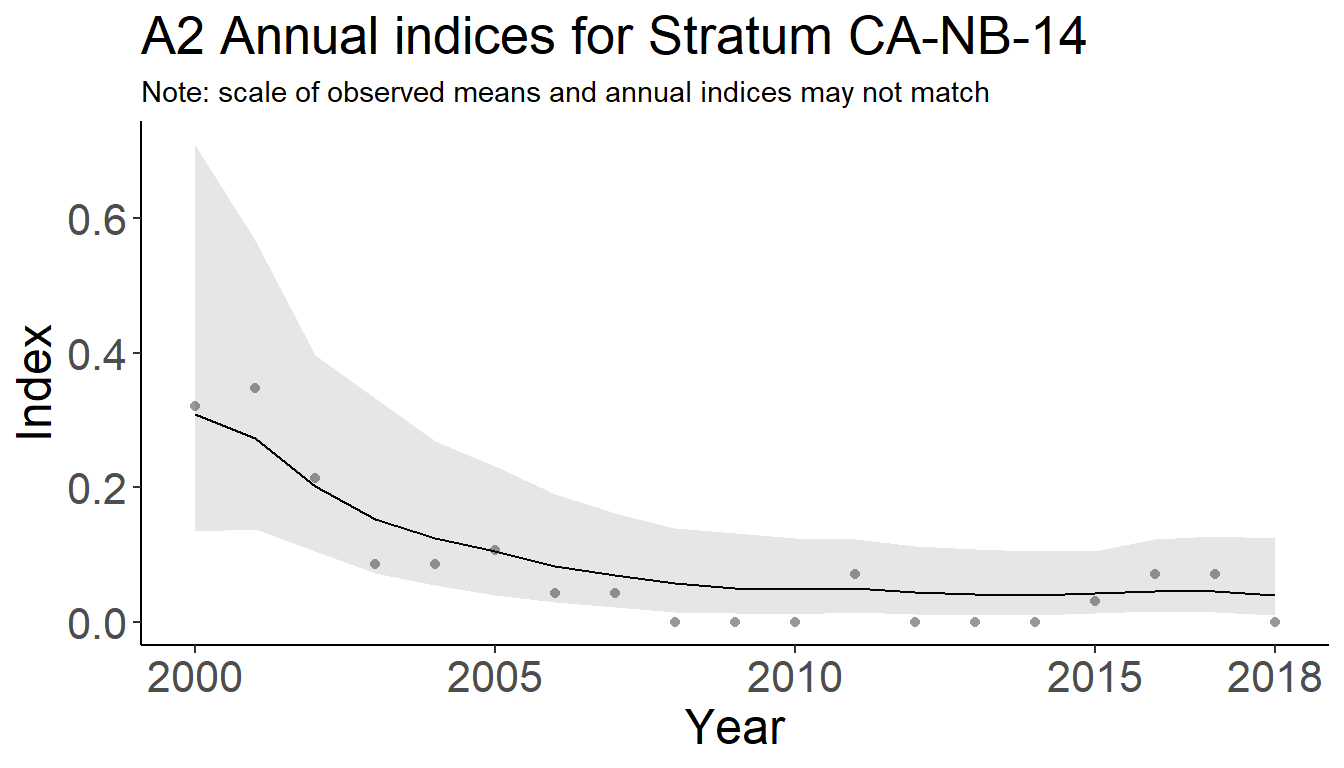 A2 Annual indices for Stratum CA-NB-14
Note: scale of observed means and annual indices may not match
Index
0.6
0.4
0.2
0.0
2000 2005 2010 2015 2018
Year